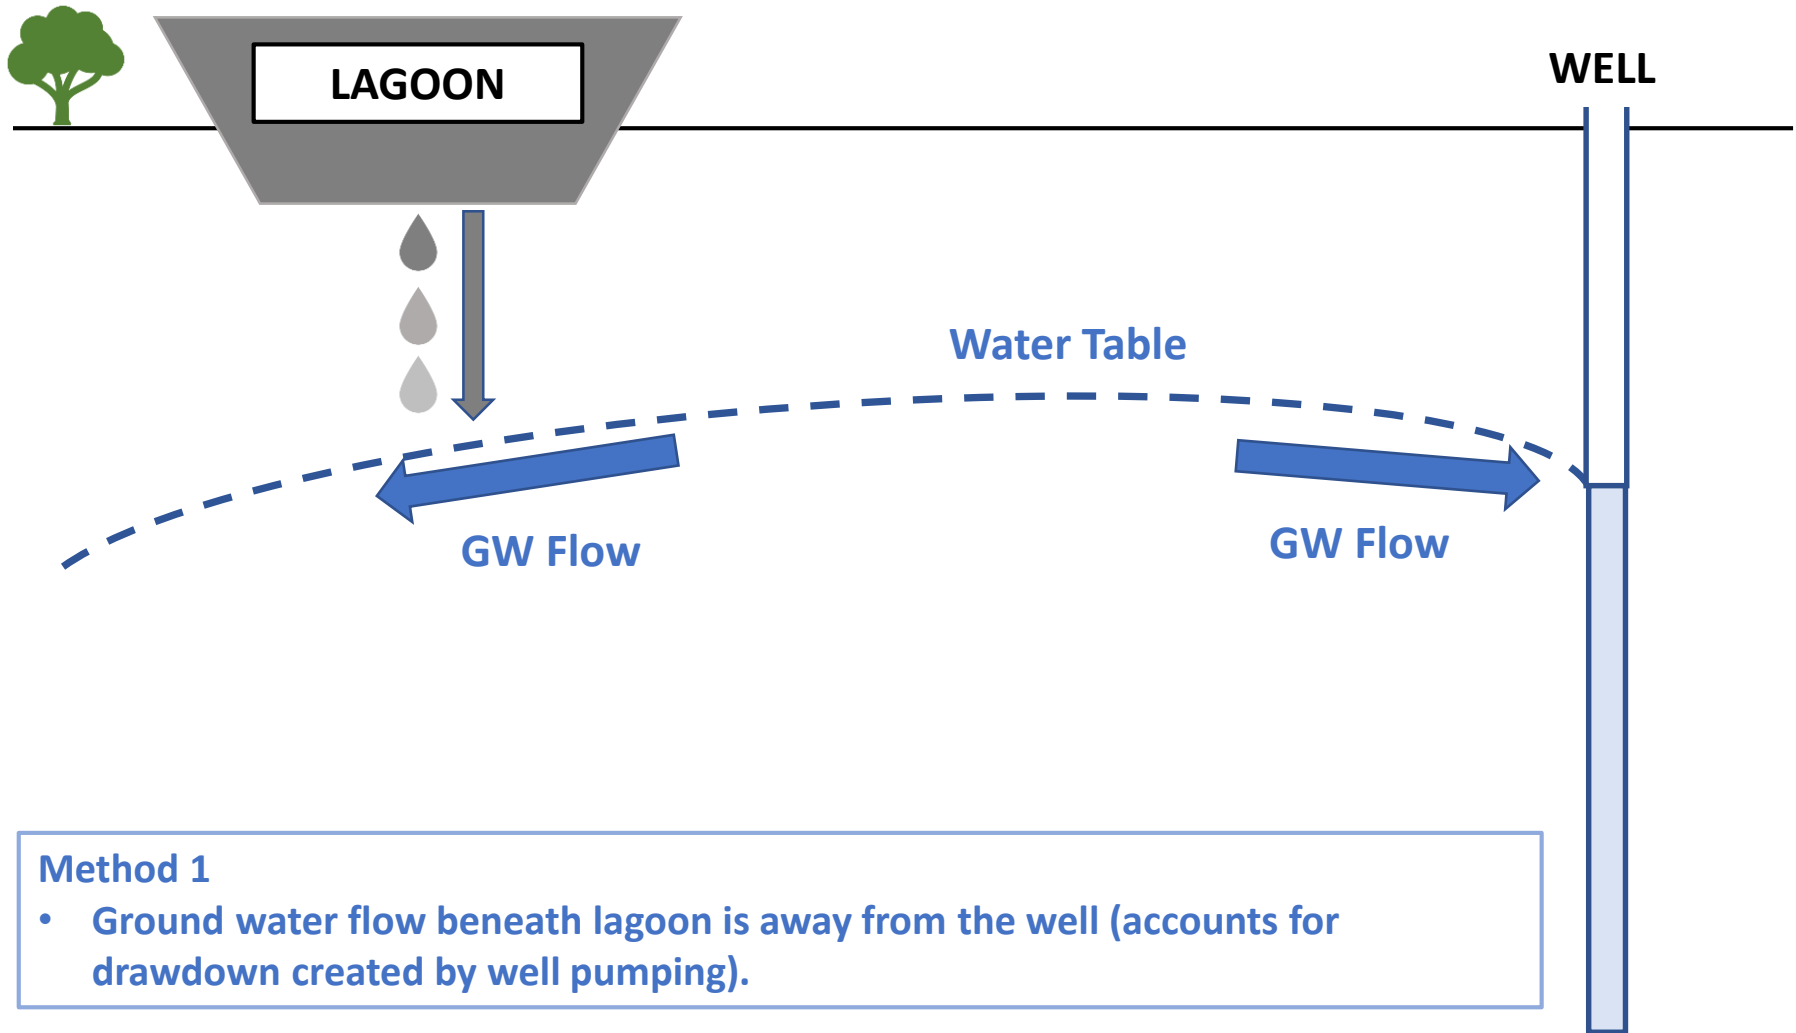 LAGOON
WELL
Water Table
GW Flow
GW Flow
Method 1
• Ground water flow beneath lagoon is away from the well (accounts for
drawdown created by well pumping).